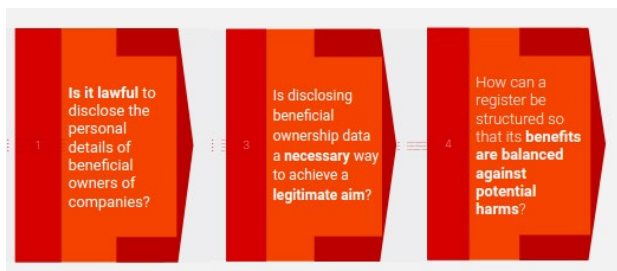 1
Is it lawful to
disclose the
personal
details of
beneficial
owners of
companies?
3
Is disclosing
beneficial
ownership data
a necessary way
to achieve a
legitimate aim?
4
How can a
register be
structured so
that its benefits
are balanced
against
potential
harms?